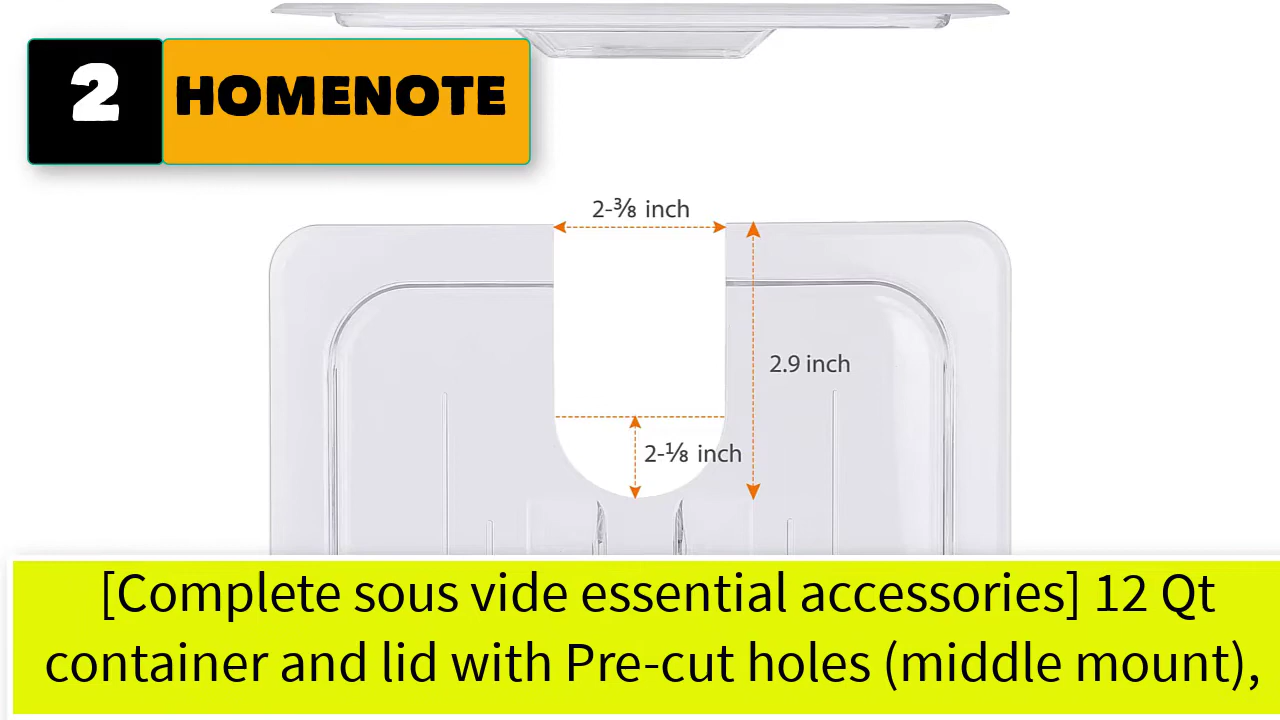 2 HOMENOTE
2-⅜ inch
2.9 inch
2-⅛ inch
[Complete sous vide essential accessories] 12 Qt
container and lid with Pre-cut holes (middle mount),